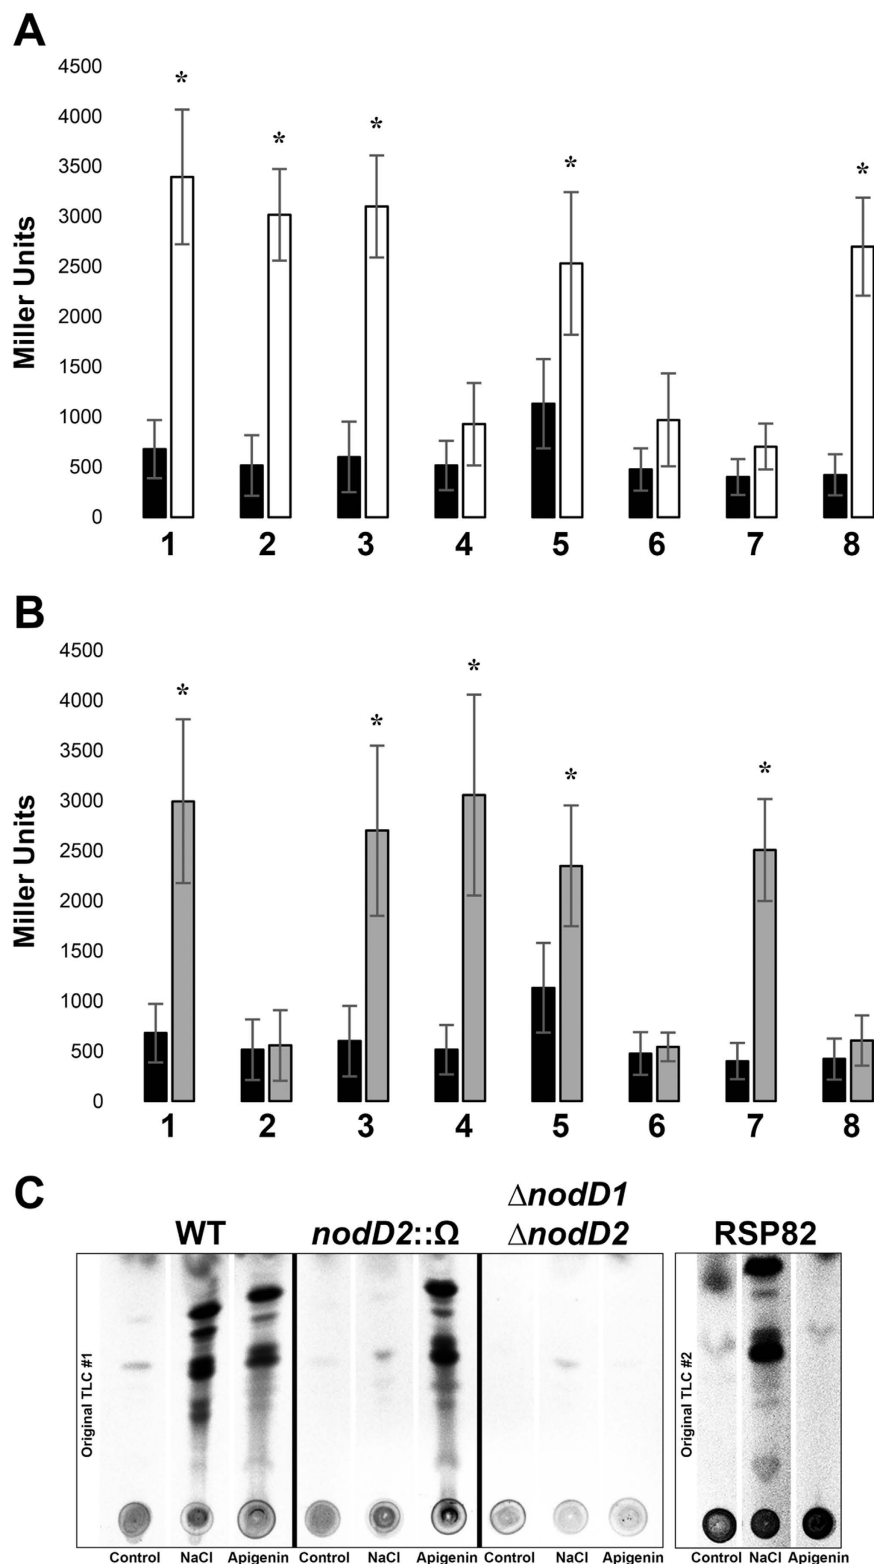 A
4500
4000
3500
3000
2500
2000
1500
1000
500
0
Miller Units
* * * * *
1 2 3 4 5 6 7 8
B
4500
4000
3500
3000
2500
2000
1500
1000
500
0
Miller Units
* * * * *
1 2 3 4 5 6 7 8
C
WT
nodD2::Ω
ΔnodD1
ΔnodD2
RSP82
Original TLC #1
Original TLC #2
Control NaCl Apigenin Control NaCl Apigenin Control NaCl Apigenin Control NaCl Apigenin